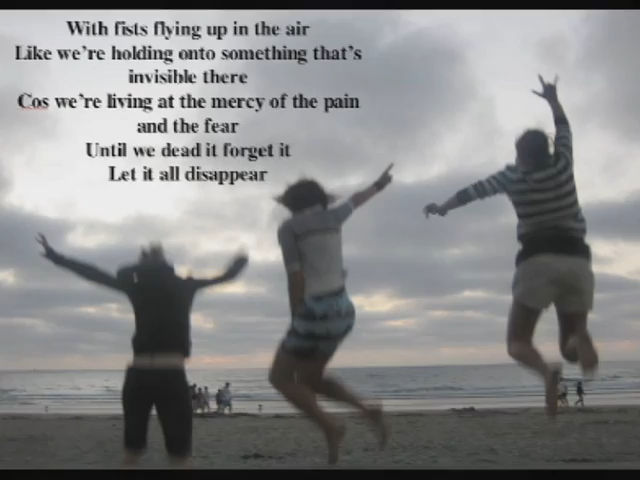 With fists flying up in the air
Like we're holding onto something that's
invisible there
Cos we're living at the mercy of the pain
and the fear
Until we dead it forget it
Let it all disappear